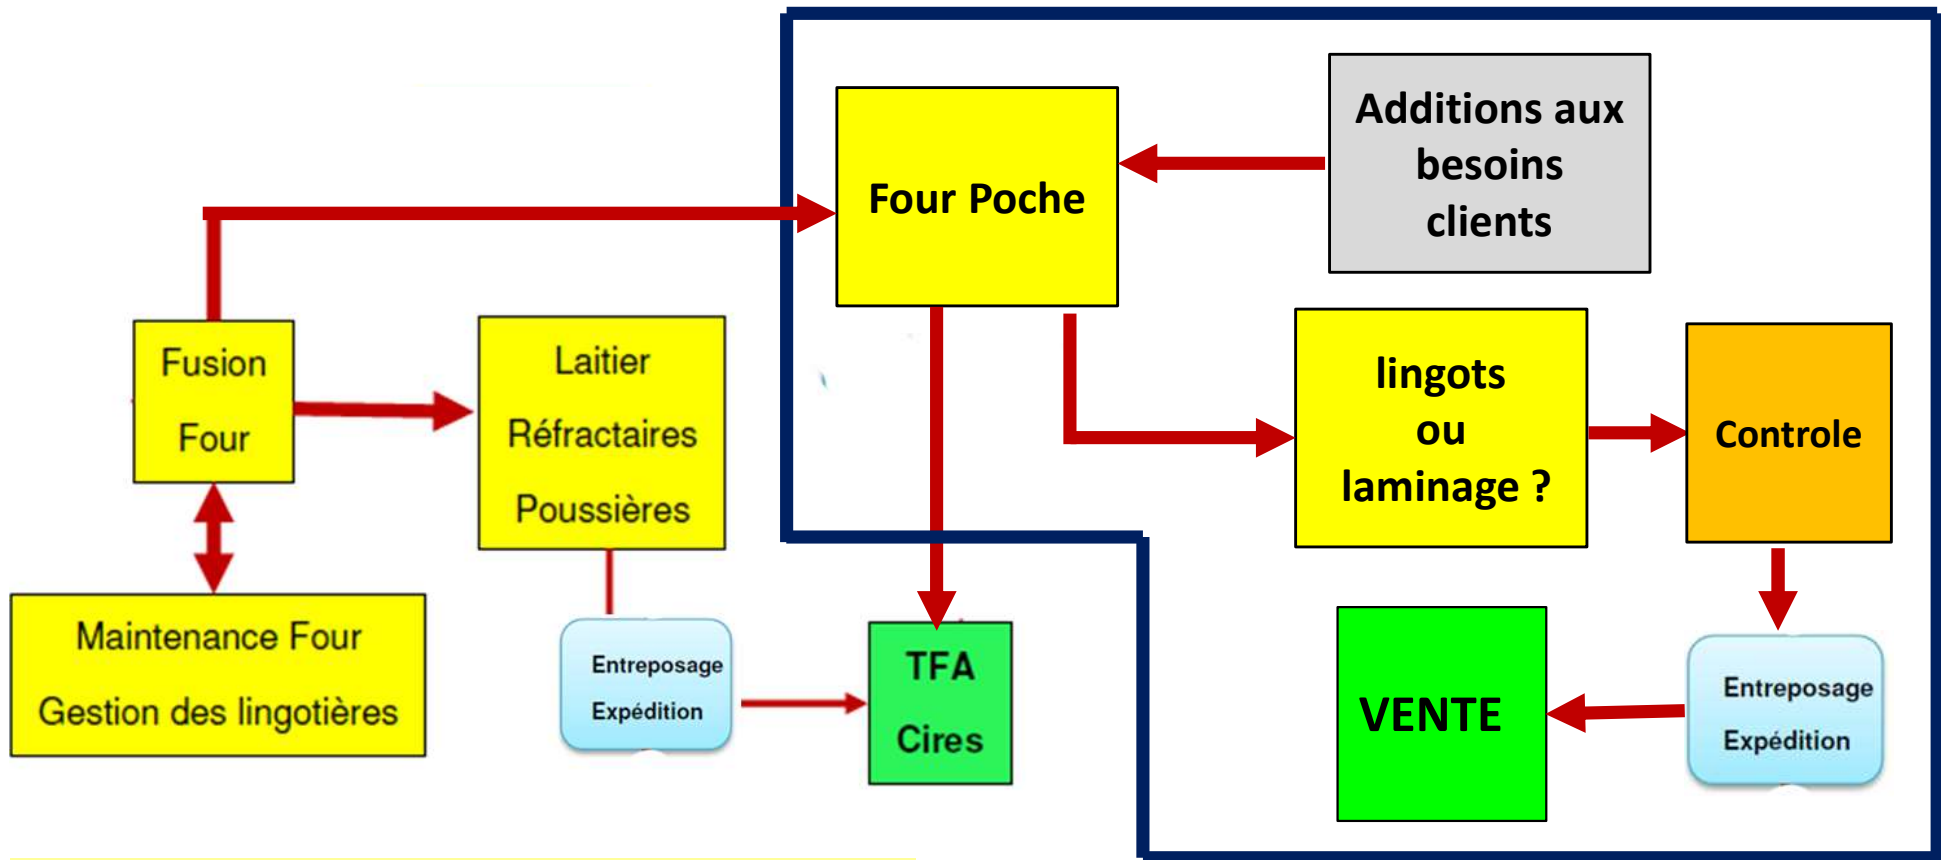 Additions aux
besoins
clients
Four Poche
Fusion
Four
Laitier
Réfractaires
Poussières
lingots
ou
laminage ?
Controle
Maintenance Four
Gestion des lingotières
Entreposage
Expédition
TFA
Cires
VENTE
Entreposage
Expédition